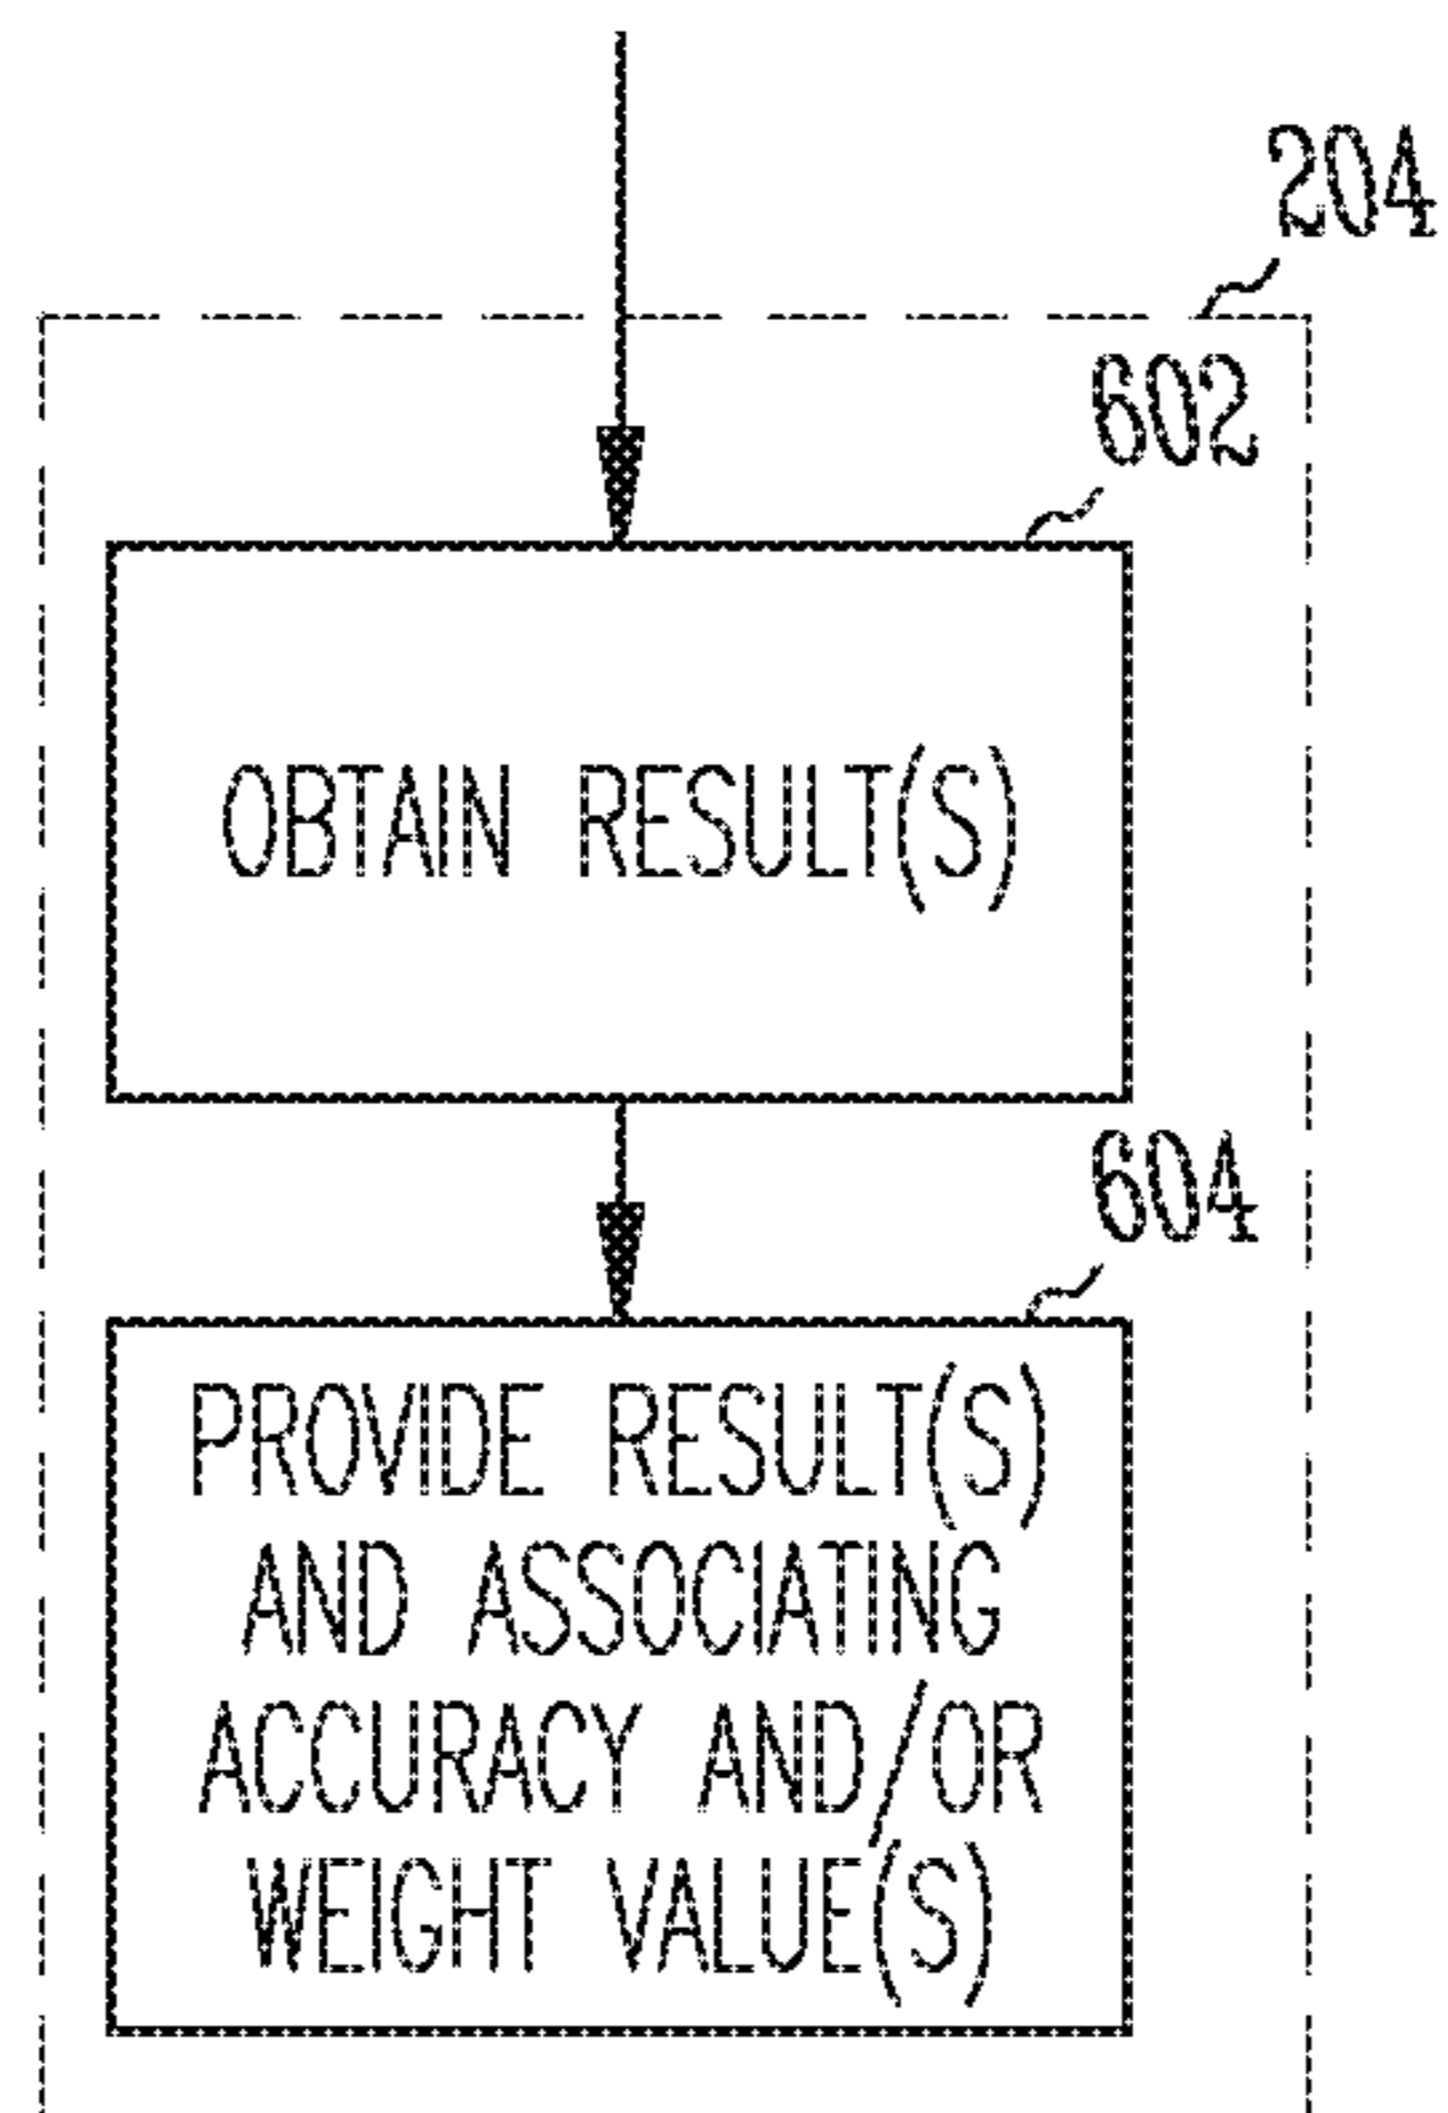 204
602
OBTAIN RESULT(S)
604
PROVIDE RESULT(S)
AND ASSOCIATING
ACCURACY AND/OR
WEIGHT VALUE(S)